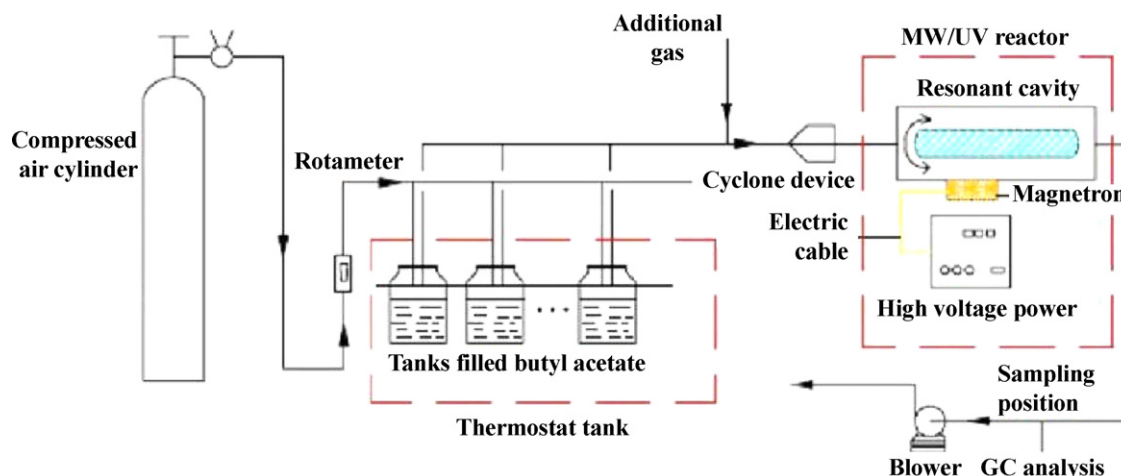 Additional
gas
MW/UV reactor
Resonant cavity
Compressed
air cylinder
Rotameter
Cyclone device
Magnetron
Electric
cable
High voltage power
Tanks filled butyl acetate
Thermostat tank
Sampling
position
Blower
GC analysis